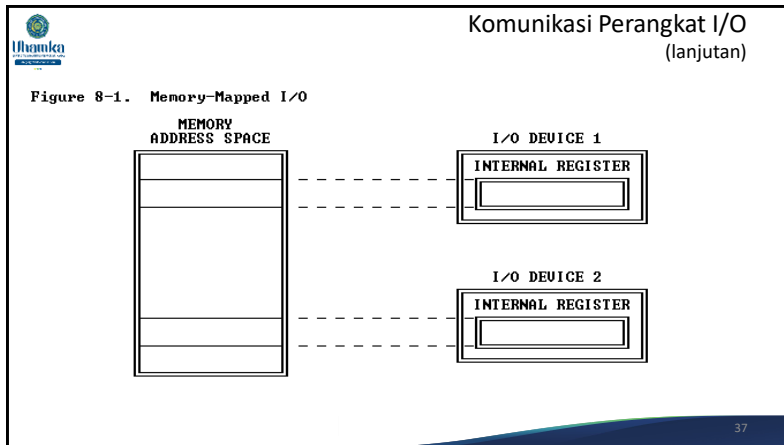 Komunikasi Perangkat I/O
(lanjutan)
Uhamka
Figure 8-1. Memory-Mapped I/O
MEMORY
ADDRESS SPACE
I/O DEVICE 1
INTERNAL REGISTER
I/O DEVICE 2
INTERNAL REGISTER
37